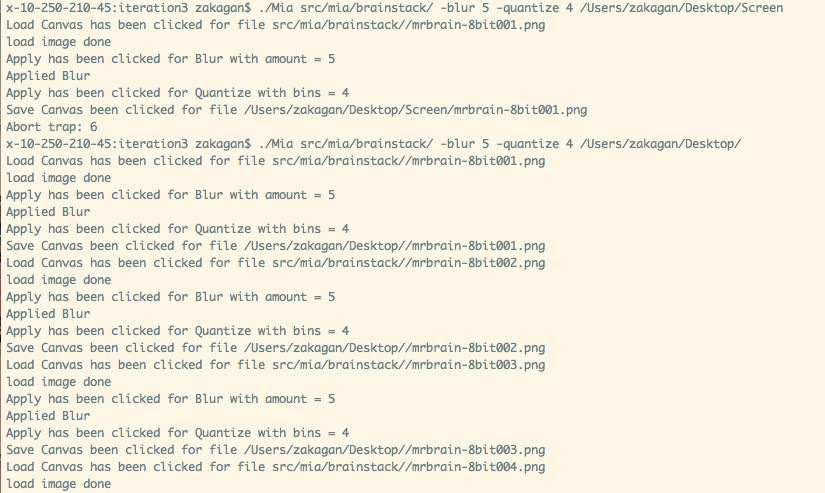 x-10-250-210-45:iteration3 zakagan$ ./Mia src/mia/brainstack/ -blur 5 -quantize 4 /Users/zakagan/Desktop/Screen
Load Canvas has been clicked for file src/mia/brainstack//mrbrain-8bit001.png
load image done
Apply has been clicked for Blur with amount = 5
Applied Blur
Apply has been clicked for Quantize with bins = 4
Save Canvas been clicked for file /Users/zakagan/Desktop/Screen/mrbrain-8bit001.png
Abort trap: 6
x-10-250-210-45:iteration3 zakagan$ ./Mia src/mia/brainstack/ -blur 5 -quantize 4 /Users/zakagan/Desktop/
Load Canvas has been clicked for file src/mia/brainstack//mrbrain-8bit001.png
load image done
Apply has been clicked for Blur with amount = 5
Applied Blur
Apply has been clicked for Quantize with bins = 4
Save Canvas been clicked for file /Users/zakagan/Desktop//mrbrain-8bit001.png
Load Canvas has been clicked for file src/mia/brainstack//mrbrain-8bit002.png
load image done
Apply has been clicked for Blur with amount = 5
Applied Blur
Apply has been clicked for Quantize with bins = 4
Save Canvas been clicked for file /Users/zakagan/Desktop//mrbrain-8bit002.png
Load Canvas has been clicked for file src/mia/brainstack//mrbrain-8bit003.png
load image done
Apply has been clicked for Blur with amount = 5
Applied Blur
Apply has been clicked for Quantize with bins = 4
Save Canvas been clicked for file /Users/zakagan/Desktop//mrbrain-8bit003.png
Load Canvas has been clicked for file src/mia/brainstack//mrbrain-8bit004.png
load image done